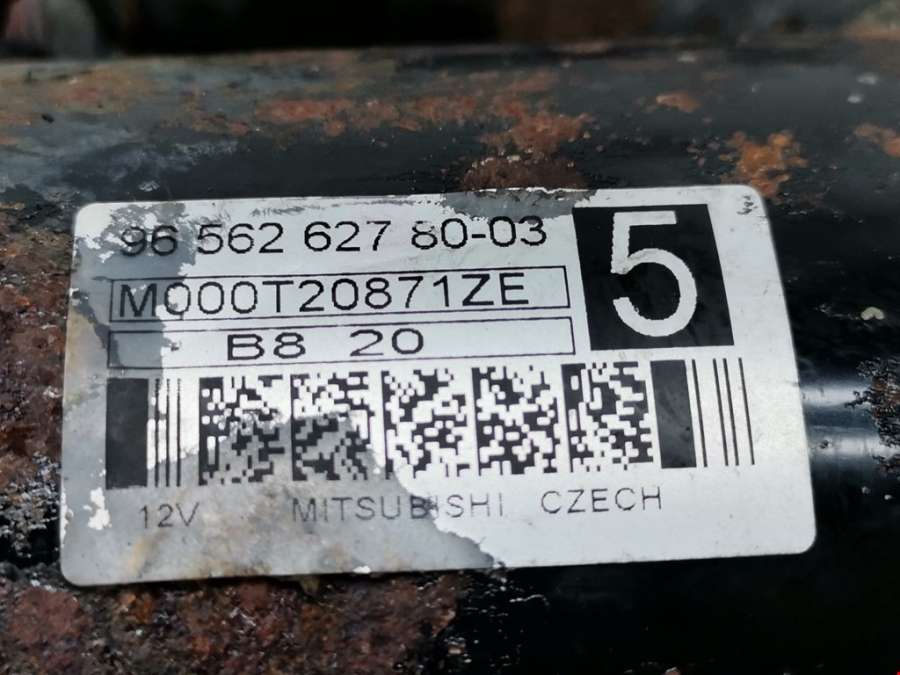 96 562 627 80-03
5
M000T20871ZE
B8 20
12V MITSUBISHI CZECH